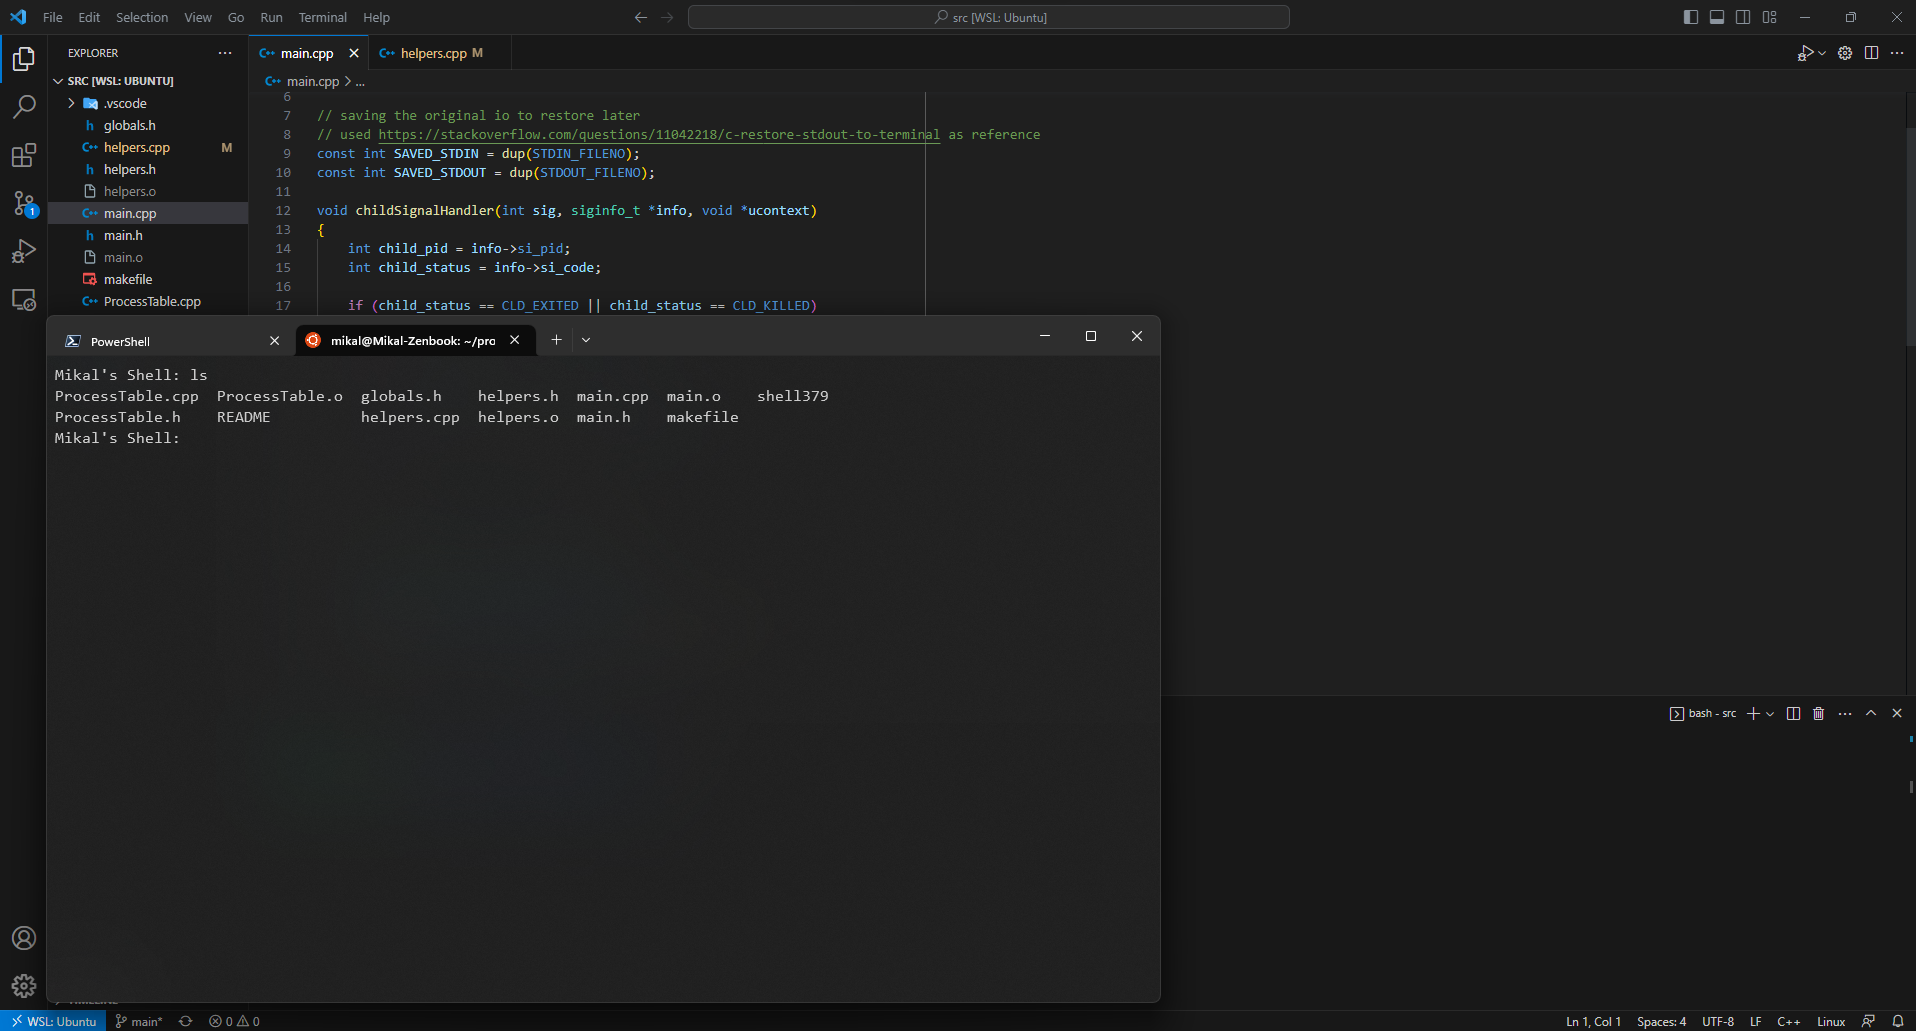 File Edit Selection View Go Run Terminal Help
src [WSL: Ubuntu]
EXPLORER
SRC [WSL: UBUNTU]
.vscode
globals.h
helpers.cpp M
helpers.h
helpers.o
main.cpp
main.h
main.o
makefile
ProcessTable.cpp
1
main.cpp
helpers.cpp M
main.cpp > ...
6
7 // saving the original io to restore later
8 // used https://stackoverflow.com/questions/11042218/c-restore-stdout-to-terminal as reference
9 const int SAVED_STDIN = dup(STDIN_FILENO);
10 const int SAVED_STDOUT = dup(STDOUT_FILENO);
11
12 void childSignalHandler(int sig, siginfo_t *info, void *ucontext)
13 {
14 int child_pid = info->si_pid;
15 int child_status = info->si_code;
16
17 if (child_status == CLD_EXITED || child_status == CLD_KILLED)
PowerShell
mikal@Mikal-Zenbook: ~/pro
Mikal's Shell: ls
ProcessTable.cpp ProcessTable.o globals.h helpers.h main.cpp main.o shell379
ProcessTable.h README helpers.cpp helpers.o main.h makefile
Mikal's Shell:
bash - src
WSL: Ubuntu main* 0 0
Ln 1, Col 1 Spaces: 4 UTF-8 LF C++ Linux